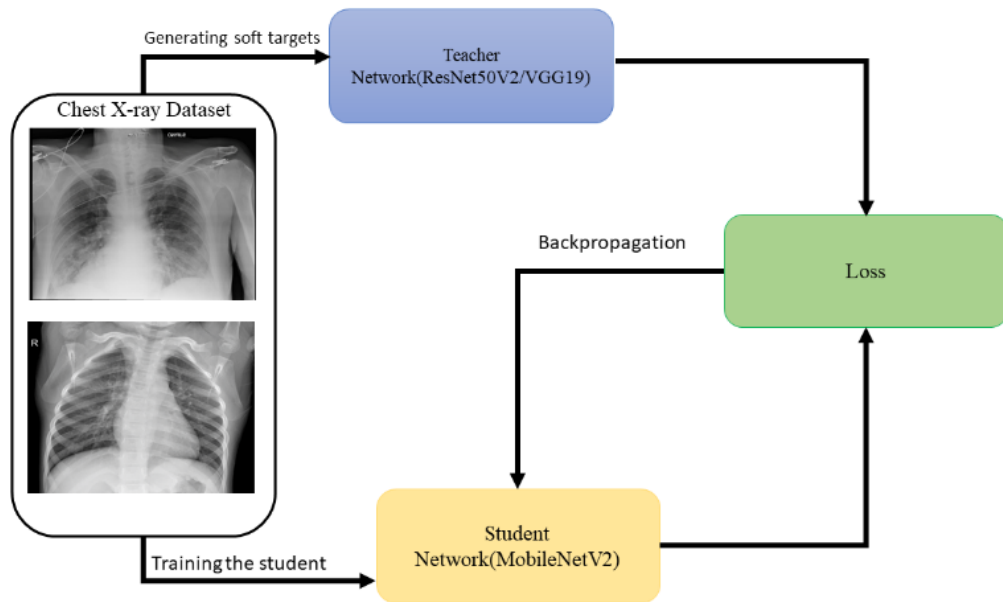 Generating soft targets
Teacher
Network(ResNet50V2/VGG19)
Chest X-ray Dataset
R
Backpropagation
Loss
Student
Network(MobileNetV2)
Training the student